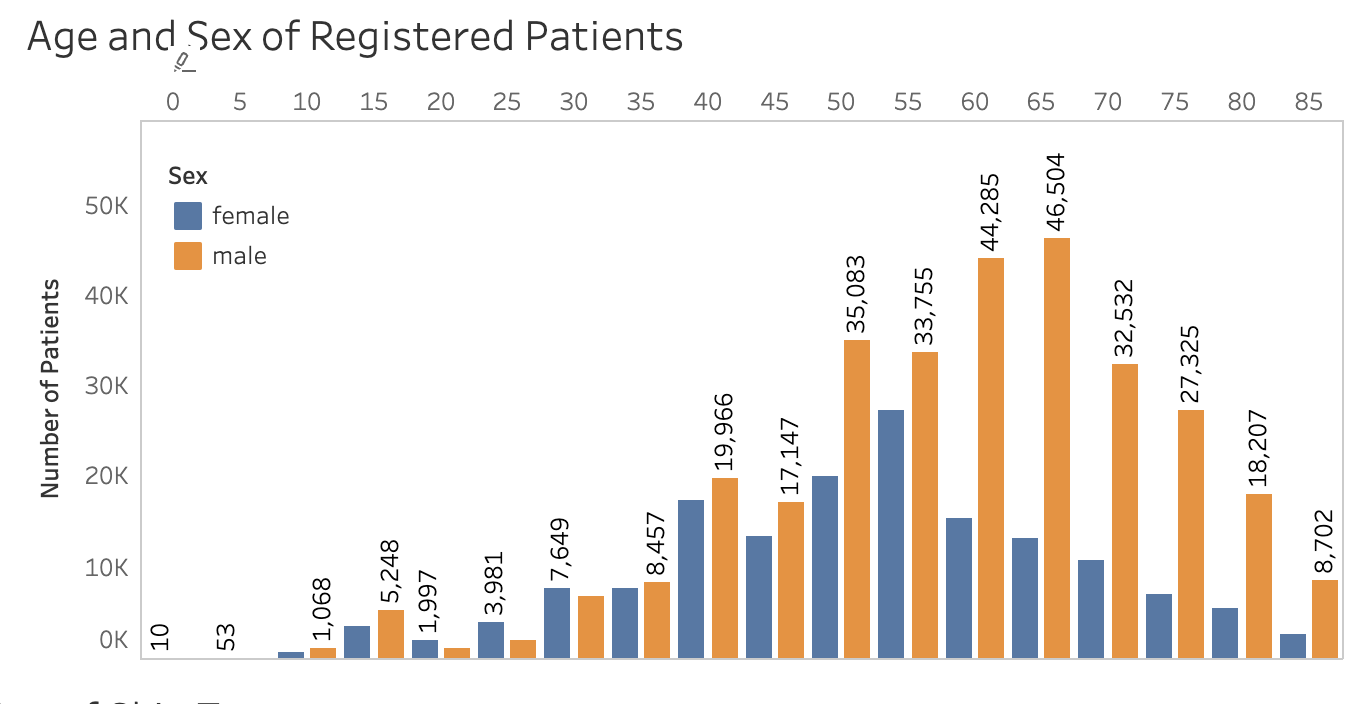 Age and Sex of Registered Patients
0 5 10 15 20 25 30 35 40 45 50 55 60 65 70 75 80 85
Sex
female
male
Number of Patients
50K
40K
30K
20K
10K
0K
10
53
1,068
5,248
1,997
3,981
7,649
8,457
19,966
17,147
35,083
33,755
44,285
46,504
32,532
27,325
18,207
8,702